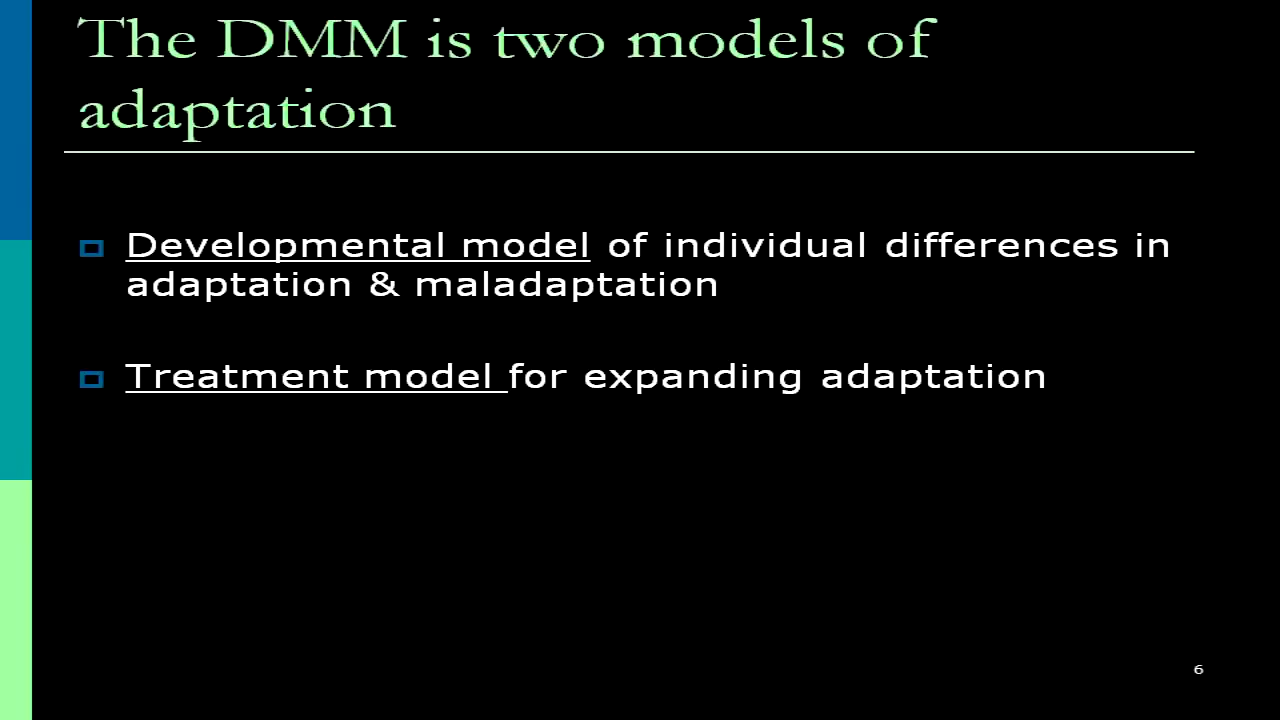 The DMM is two models of
adaptation
Developmental model of individual differences in
adaptation & maladaptation
Treatment model for expanding adaptation
6